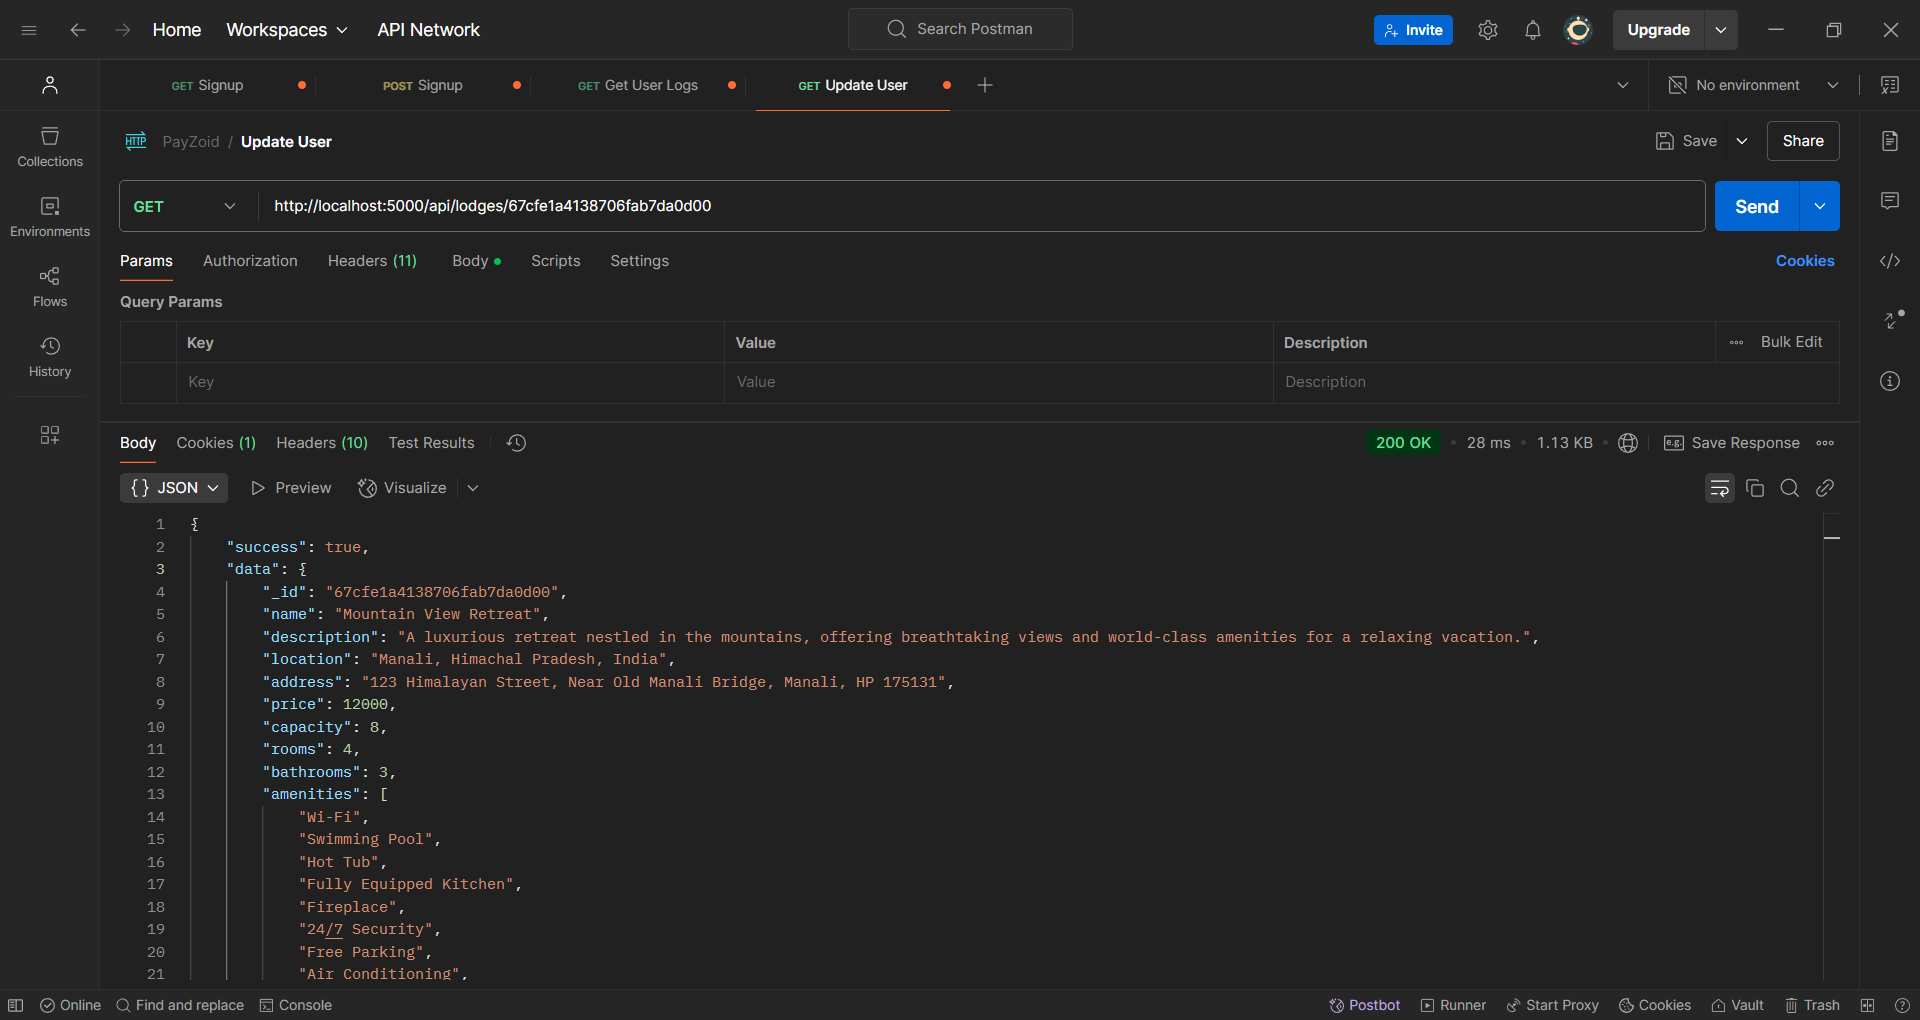 Home Workspaces API Network Search Postman Invite Upgrade
GET Signup POST Signup GET Get User Logs GET Update User No environment
HTTP PayZoid / Update User Save Share
Collections
Environments
Flows
History
GET http://localhost:5000/api/lodges/67cfe1a4138706fab7da0d00 Send
Params Authorization Headers (11) Body Scripts Settings Cookies
Query Params
Key Value Description Bulk Edit
Key Value Description
Body Cookies (1) Headers (10) Test Results 200 OK • 28 ms • 1.13 KB • e.g. Save Response
{} JSON Preview Visualize
1 {
2 "success": true,
3 "data": {
4 "_id": "67cfe1a4138706fab7da0d00",
5 "name": "Mountain View Retreat",
6 "description": "A luxurious retreat nestled in the mountains, offering breathtaking views and world-class amenities for a relaxing vacation.",
7 "location": "Manali, Himachal Pradesh, India",
8 "address": "123 Himalayan Street, Near Old Manali Bridge, Manali, HP 175131",
9 "price": 12000,
10 "capacity": 8,
11 "rooms": 4,
12 "bathrooms": 3,
13 "amenities": [
14 "Wi-Fi",
15 "Swimming Pool",
16 "Hot Tub",
17 "Fully Equipped Kitchen",
18 "Fireplace",
19 "24/7 Security",
20 "Free Parking",
21 "Air Conditioning",
Online Find and replace Console Postbot Runner Start Proxy Cookies Vault Trash